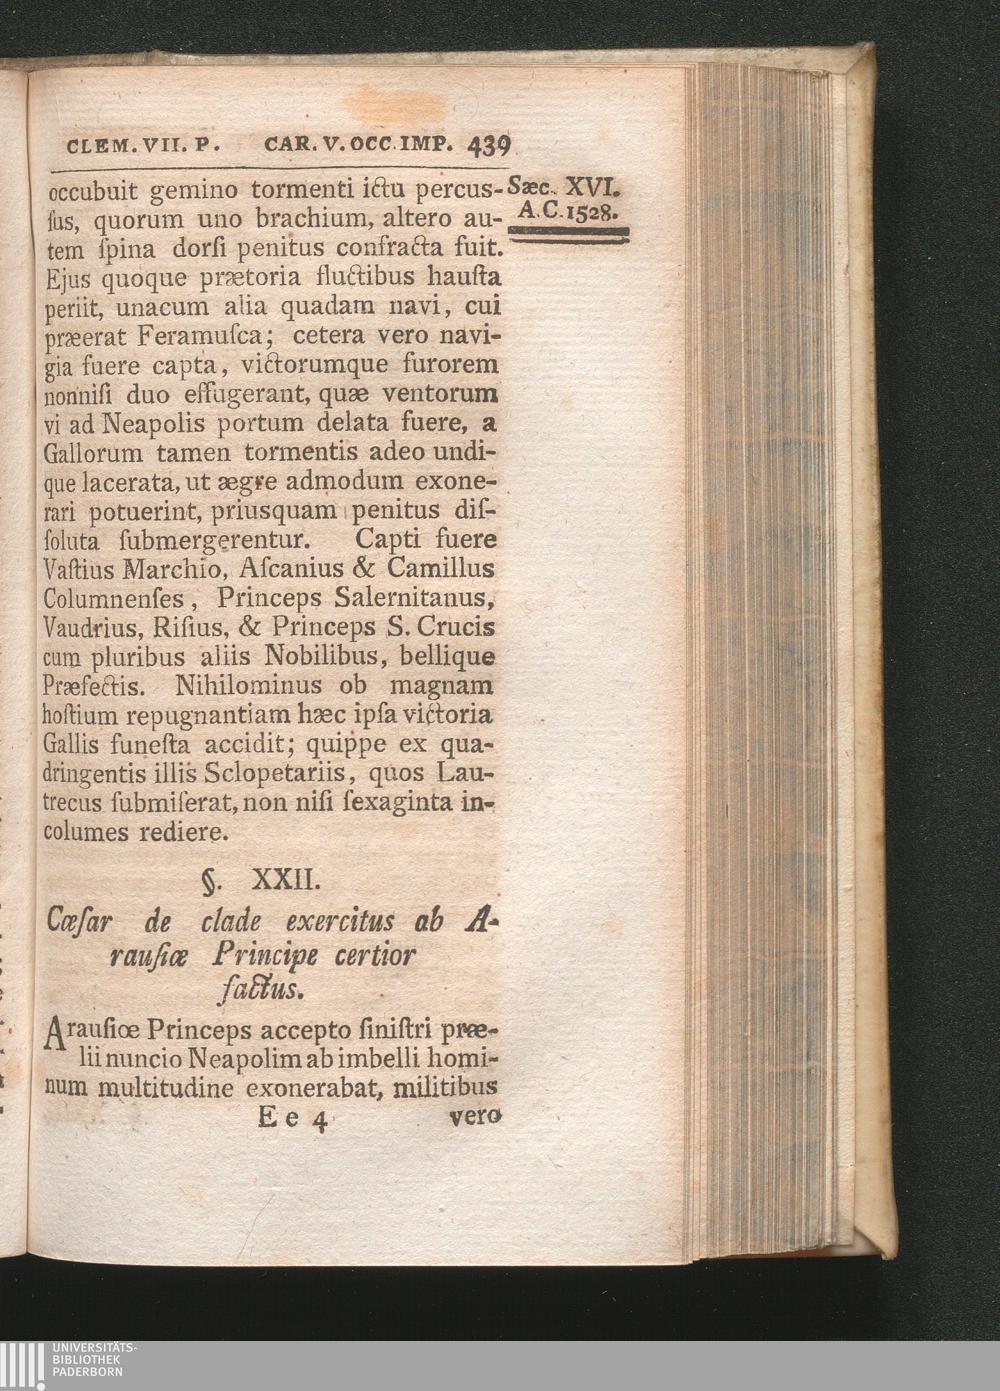 CLEM. VII. P. CAR. V. OCC. IMP. 439
Sæc. XVI.
A.C. 1528.
occubuit gemino tormenti ictu percus-
ſus, quorum uno brachium, altero au-
tem ſpina dorſi penitus confracta fuit.
Ejus quoque prætoria fluctibus hauſta
periit, unacum alia quadam navi, cui
præerat Feramuſca; cetera vero navi-
gia fuere capta, victorumque furorem
nonniſi duo effugerant, quæ ventorum
vi ad Neapolis portum delata fuere, a
Gallorum tamen tormentis adeo undi-
que lacerata, ut ægre admodum exone-
rari potuerint, priusquam penitus diſ-
ſoluta ſubmergerentur. Capti fuere
Vaſtius Marchio, Aſcanius & Camillus
Columnenſes, Princeps Salernitanus,
Vaudrius, Riſius, & Princeps S. Crucis
cum pluribus aliis Nobilibus, bellique
Præfectis. Nihilominus ob magnam
hoſtium repugnantiam hæc ipſa victoria
Gallis funeſta accidit; quippe ex qua-
dringentis illis Sclopetariis, quos Lau-
trecus ſubmiſerat, non niſi ſexaginta in-
columes rediere.
§. XXII.
Cæſar de clade exercitus ab A-
rauſiæ Principe certior
factus.
Arauſiœ Princeps accepto ſiniſtri præ-
lii nuncio Neapolim ab imbelli homi-
num multitudine exonerabat, militibus
E e 4 vero
UNIVERSITÄTS-
BIBLIOTHEK
PADERBORN